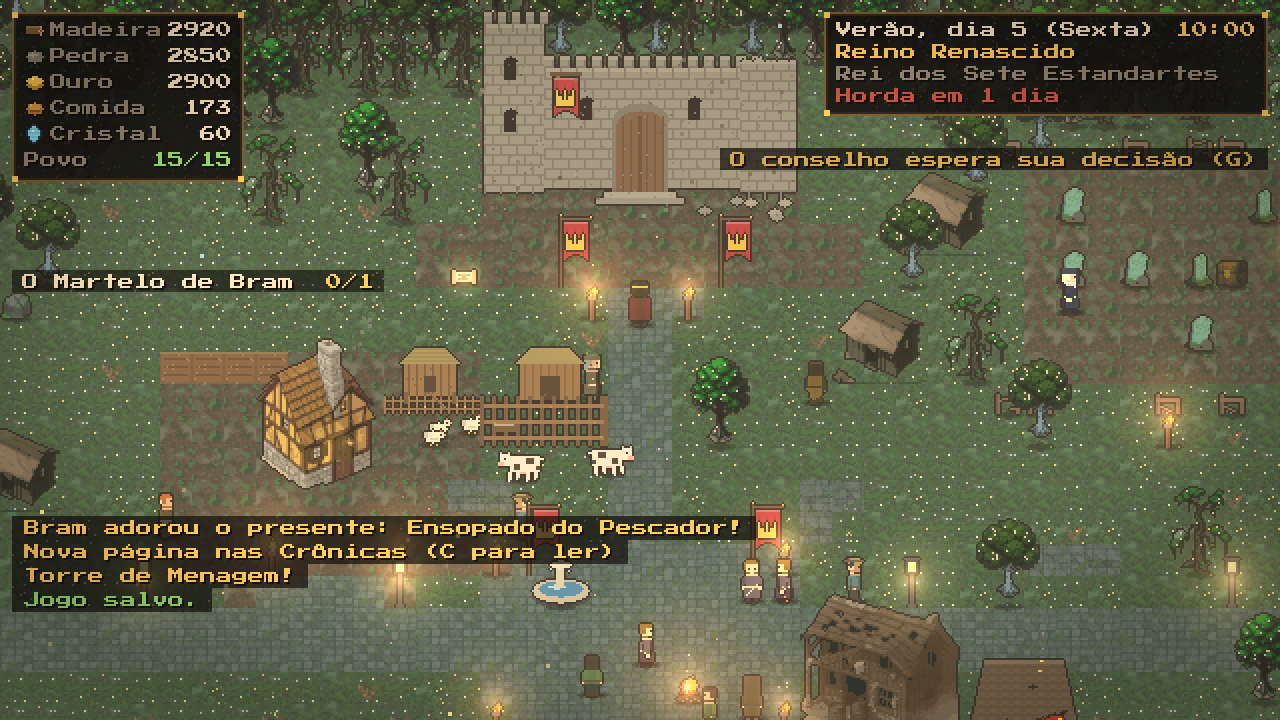 Madeira 2920
Pedra 2850
Ouro 2900
Comida 173
Cristal 60
Povo 15/15
Verão, dia 5 (Sexta) 10:00
Reino Renascido
Rei dos Sete Estandartes
Horda em 1 dia
O conselho espera sua decisão (G)
O Martelo de Bram 0/1
Bram adorou o presente: Ensopado do Pescador!
Nova página nas Crônicas (C para ler)
Torre de Menagem!
Jogo salvo.